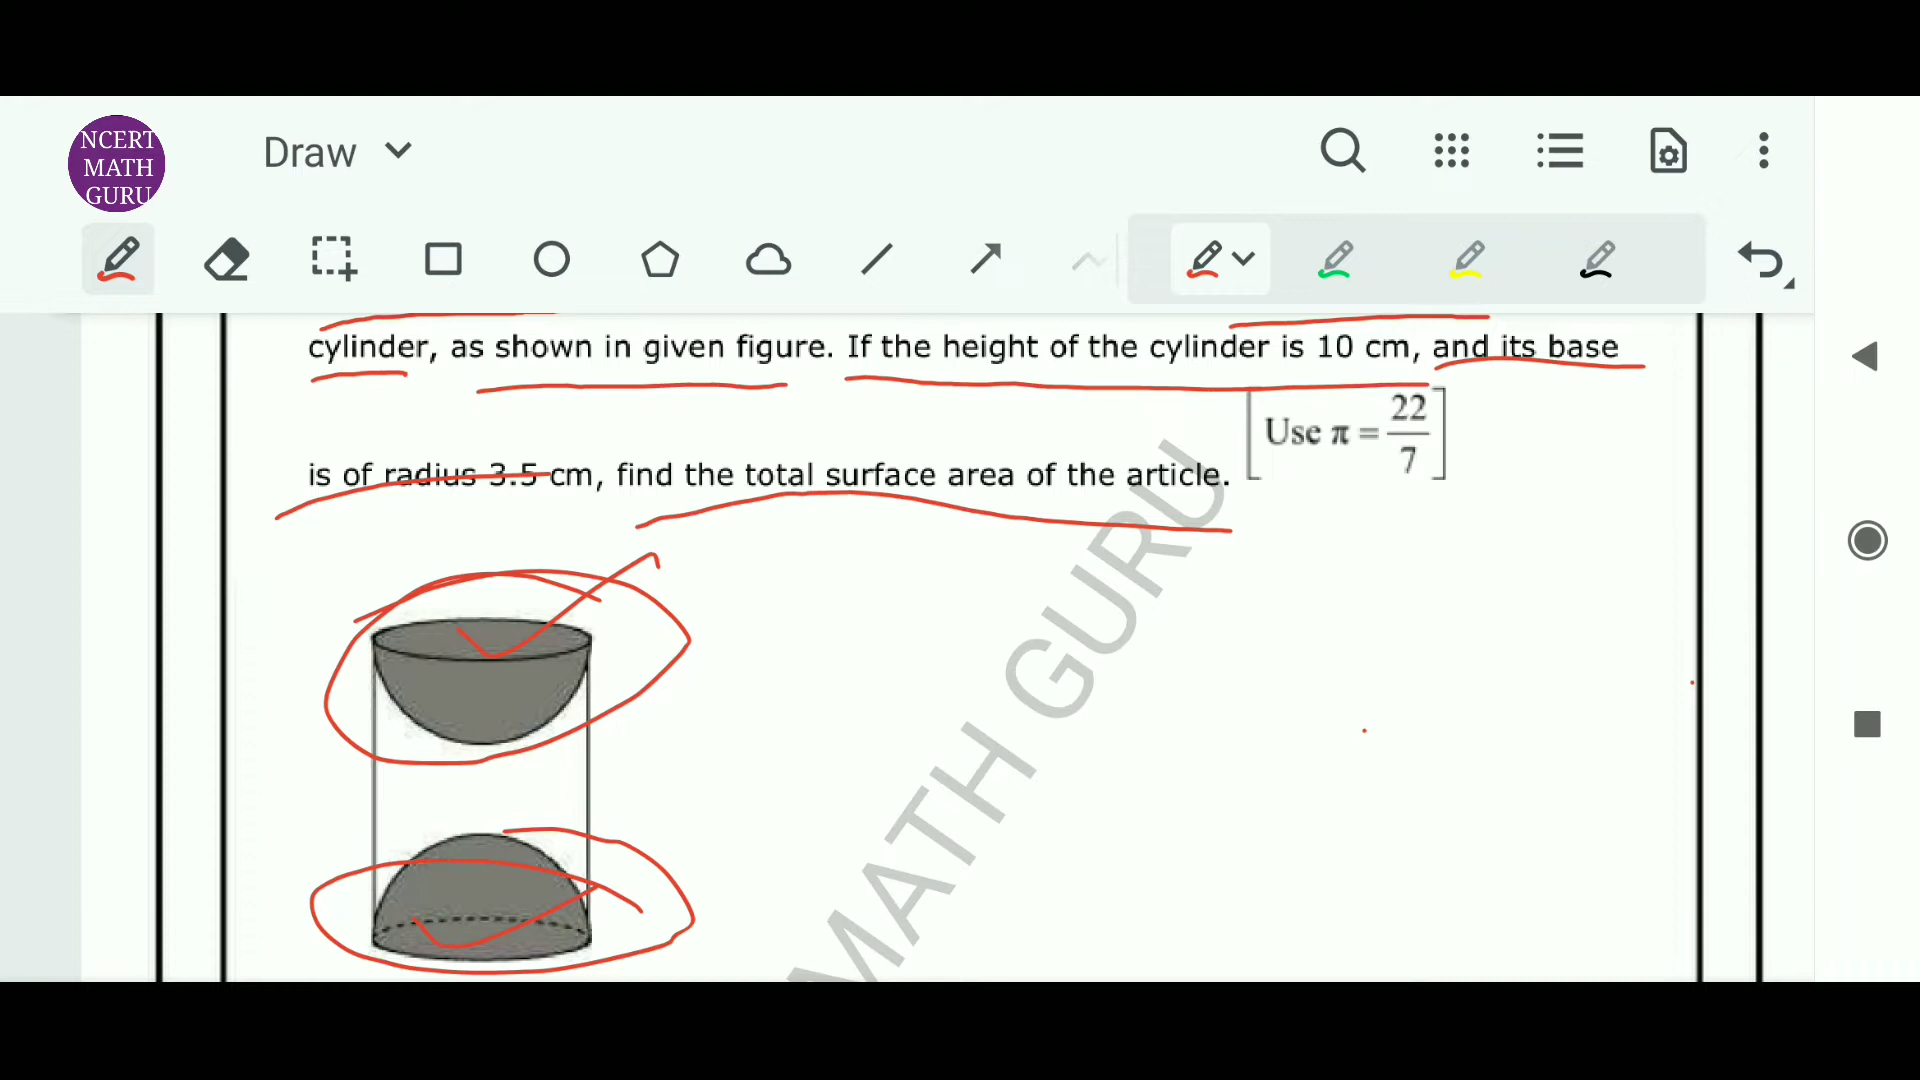 NCERT
MATH
GURU
Draw
cylinder, as shown in given figure. If the height of the cylinder is 10 cm, and its base
is of radius 3.5 cm, find the total surface area of the article. [Use π = 22/7]
MATH GURU